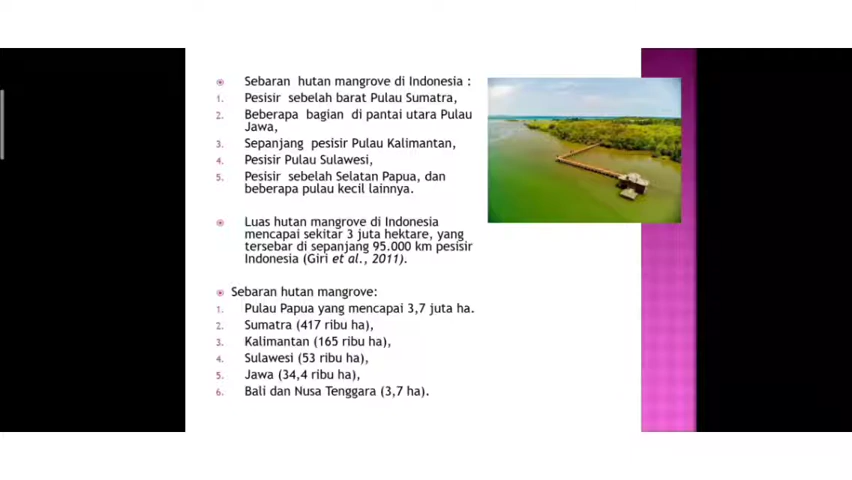 Sebaran hutan mangrove di Indonesia :
1. Pesisir sebelah barat Pulau Sumatra,
2. Beberapa bagian di pantai utara Pulau
Jawa,
3. Sepanjang pesisir Pulau Kalimantan,
4. Pesisir Pulau Sulawesi,
5. Pesisir sebelah Selatan Papua, dan
beberapa pulau kecil lainnya.
Luas hutan mangrove di Indonesia
mencapai sekitar 3 juta hektare, yang
tersebar di sepanjang 95.000 km pesisir
Indonesia (Giri et al., 2011).
Sebaran hutan mangrove:
1. Pulau Papua yang mencapai 3,7 juta ha.
2. Sumatra (417 ribu ha),
3. Kalimantan (165 ribu ha),
4. Sulawesi (53 ribu ha),
5. Jawa (34,4 ribu ha),
6. Bali dan Nusa Tenggara (3,7 ha).